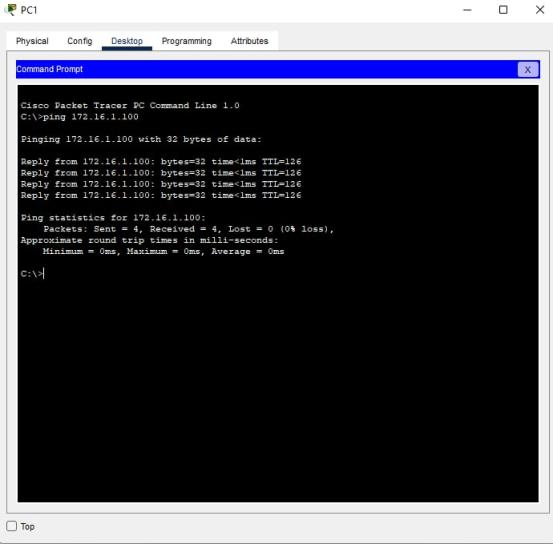 PC1
Physical Config Desktop Programming Attributes
Command Prompt
X
Cisco Packet Tracer PC Command Line 1.0
C:\>ping 172.16.1.100
Pinging 172.16.1.100 with 32 bytes of data:
Reply from 172.16.1.100: bytes=32 time<1ms TTL=126
Reply from 172.16.1.100: bytes=32 time<1ms TTL=126
Reply from 172.16.1.100: bytes=32 time<1ms TTL=126
Reply from 172.16.1.100: bytes=32 time<1ms TTL=126
Ping statistics for 172.16.1.100:
Packets: Sent = 4, Received = 4, Lost = 0 (0% loss),
Approximate round trip times in milli-seconds:
Minimum = 0ms, Maximum = 0ms, Average = 0ms
C:\>
Top